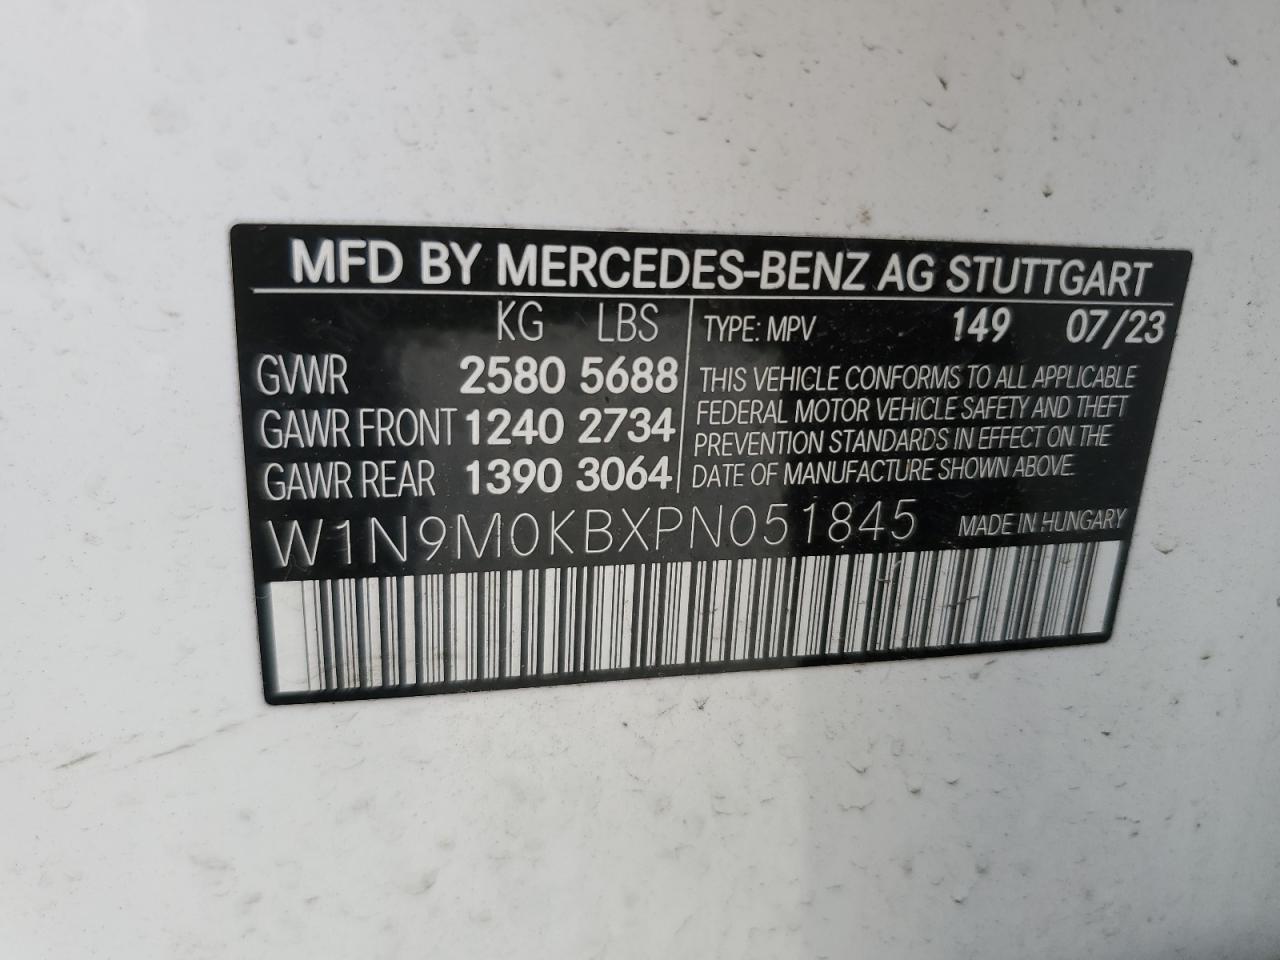 MFD BY MERCEDES-BENZ AG STUTTGART
KG LBS
GVWR 2580 5688
GAWR FRONT 1240 2734
GAWR REAR 1390 3064
TYPE: MPV 149 07/23
THIS VEHICLE CONFORMS TO ALL APPLICABLE
FEDERAL MOTOR VEHICLE SAFETY AND THEFT
PREVENTION STANDARDS IN EFFECT ON THE
DATE OF MANUFACTURE SHOWN ABOVE.
W1N9M0KBXPN051845 MADE IN HUNGARY